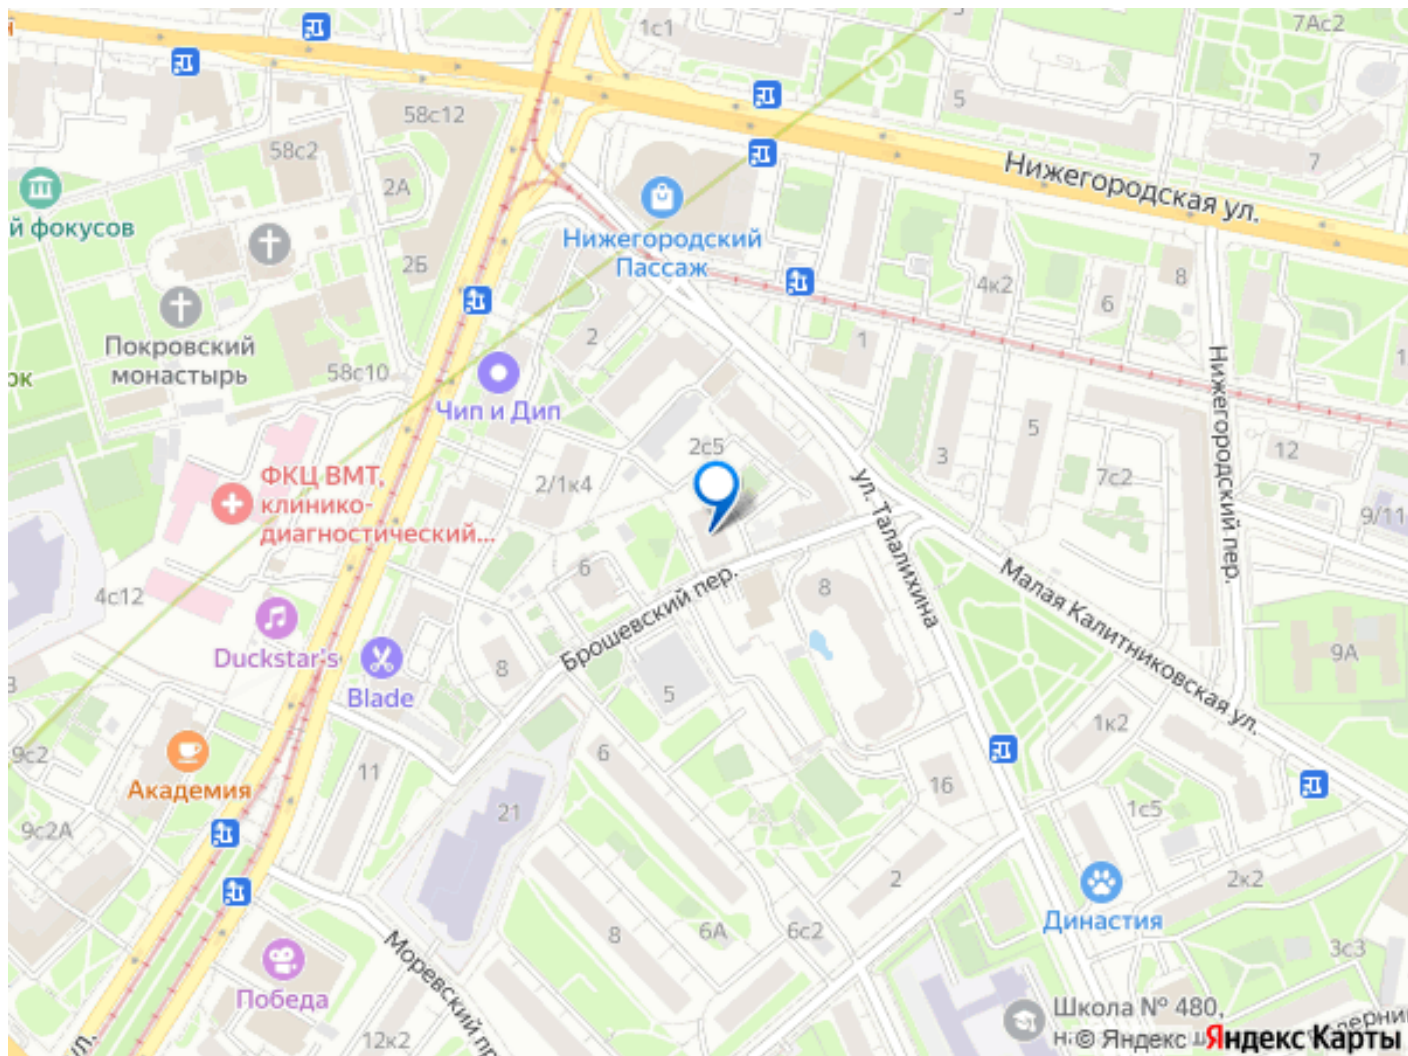 1с1
5
7Ас2
58с12
5
58с2
7
2А
Нижегородская ул.
й фокусов
Нижегородский
Пассаж
2Б
4к2
8
6
2
1
Покровский
монастырь
58с10
Нижегородский пер.
рк
Чип и Дип
2с5
3
5
12
7с2
ФКЦ ВМТ,
клинико-
диагностический...
2/1к4
ул. Талалихина
9/11
4с12
6
Брошевский пер.
8
Малая Калитниковская ул.
Duckstar's
8
9А
Blade
5
1к2
9с2
6
11
16
Академия
21
1с5
9с2А
2
2к2
Династия
8
6А
6с2
3с3
Моревский пр
Победа
12к2
ул.
Школа № 480,
© Яндекс
Яндекс Карты